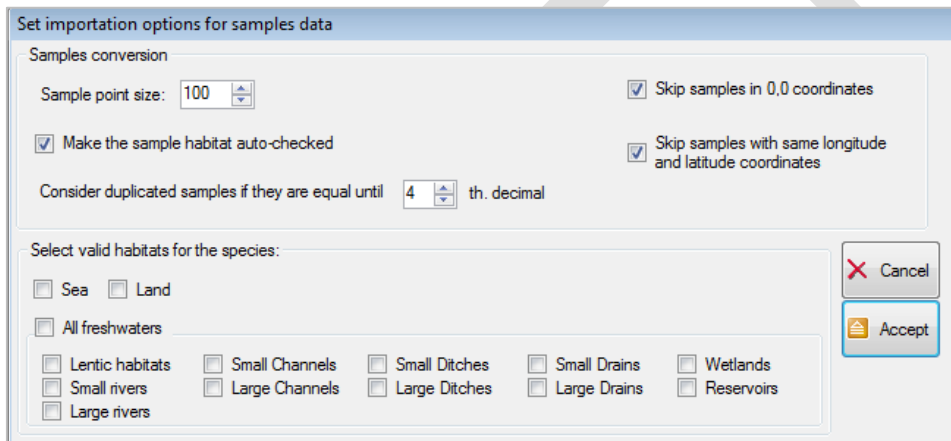 Set importation options for samples data
Samples conversion
Sample point size: 100
Skip samples in 0,0 coordinates
Make the sample habitat auto-checked
Skip samples with same longitude
and latitude coordinates
Consider duplicated samples if they are equal until 4 th. decimal
Select valid habitats for the species:
Sea Land
All freshwaters
Lentic habitats Small Channels Small Ditches Small Drains Wetlands
Small rivers Large Channels Large Ditches Large Drains Reservoirs
Large rivers
Cancel
Accept